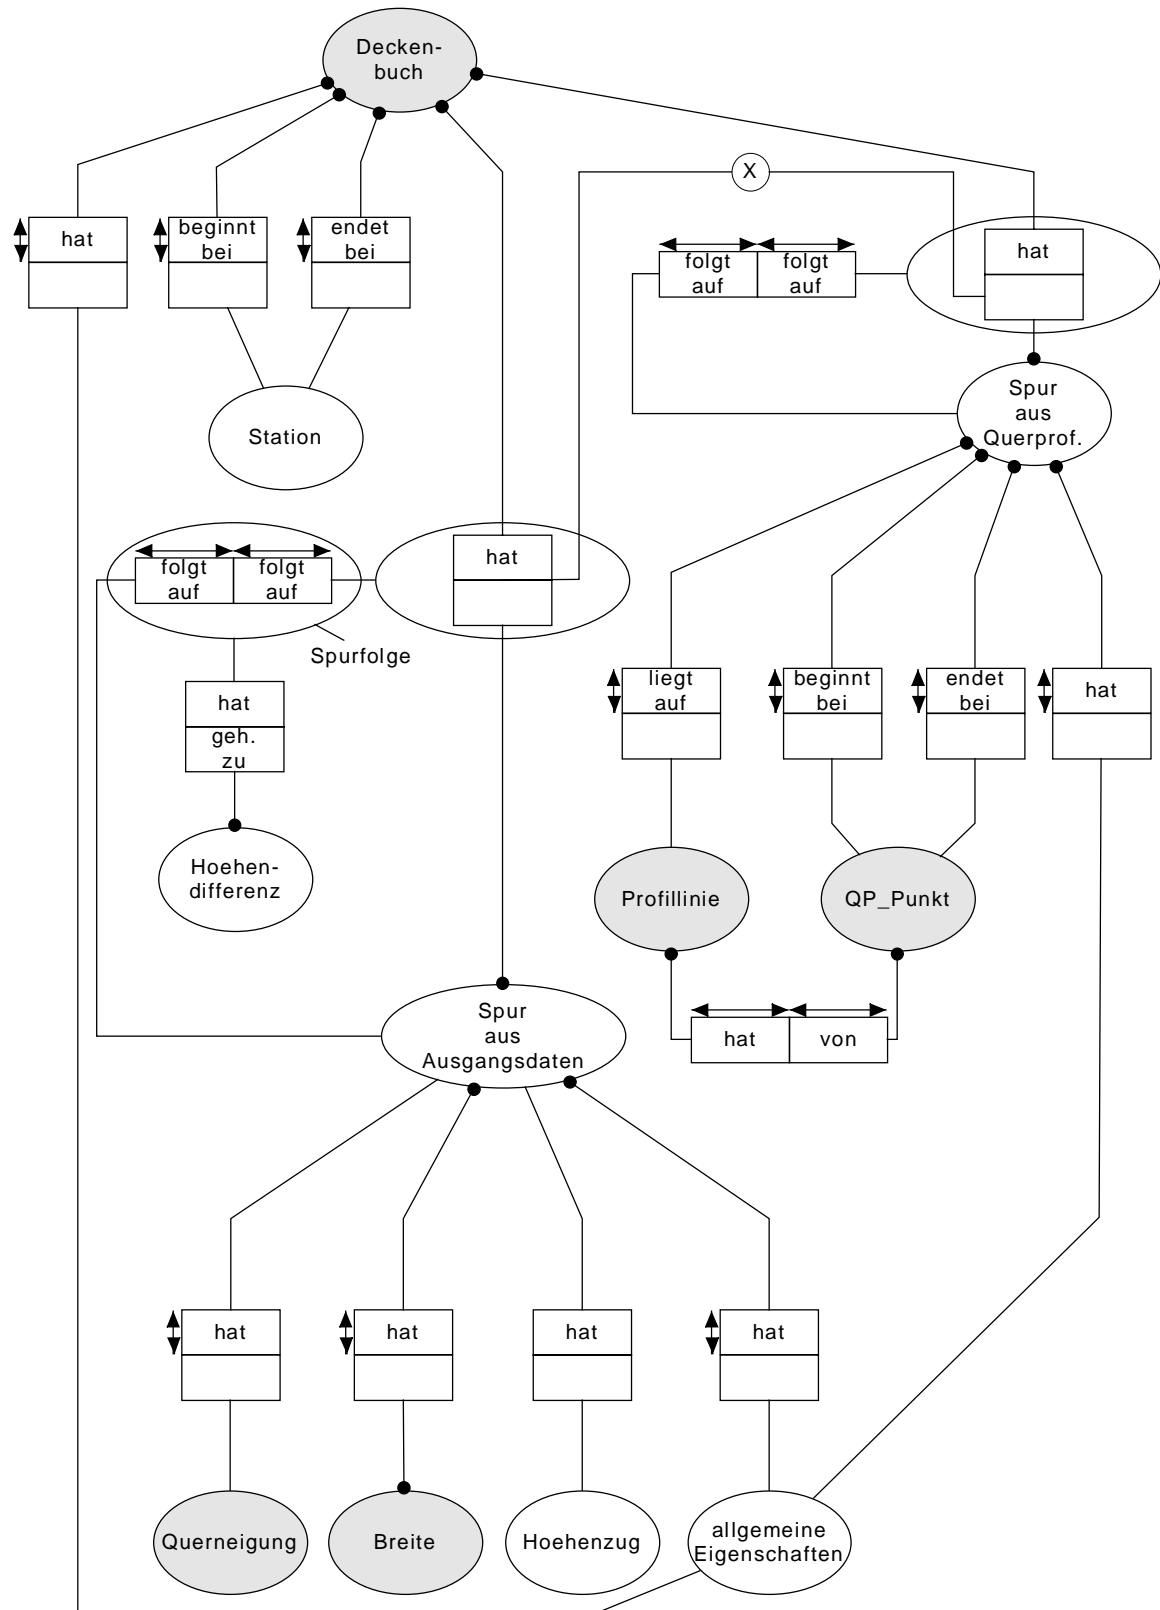 Decken-
buch
X
hat
beginnt
bei
endet
bei
folgt
auf
folgt
auf
hat
Station
Spur
aus
Querprof.
folgt
auf
folgt
auf
hat
Spurfolge
hat
geh.
zu
liegt
auf
beginnt
bei
endet
bei
hat
Hoehen-
differenz
Profillinie
QP_Punkt
Spur
aus
Ausgangsdaten
hat
von
hat
hat
hat
hat
Querneigung
Breite
Hoehenzug
allgemeine
Eigenschaften